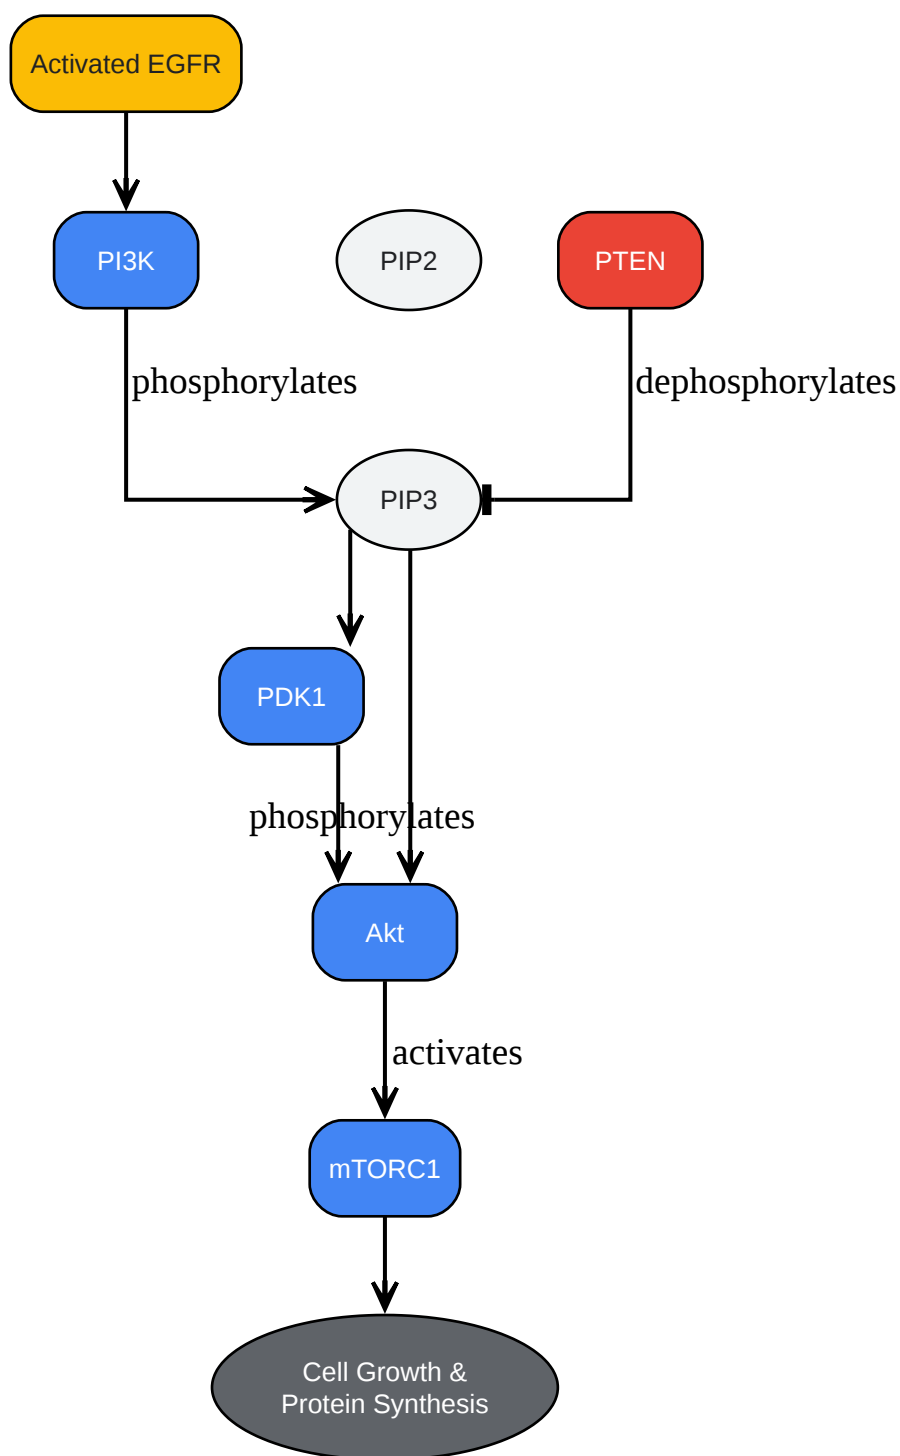 Activated EGFR
PI3K
PIP2
PTEN
phosphorylates
dephosphorylates
PIP3
PDK1
phosphorylates
Akt
activates
mTORC1
Cell Growth &
Protein Synthesis